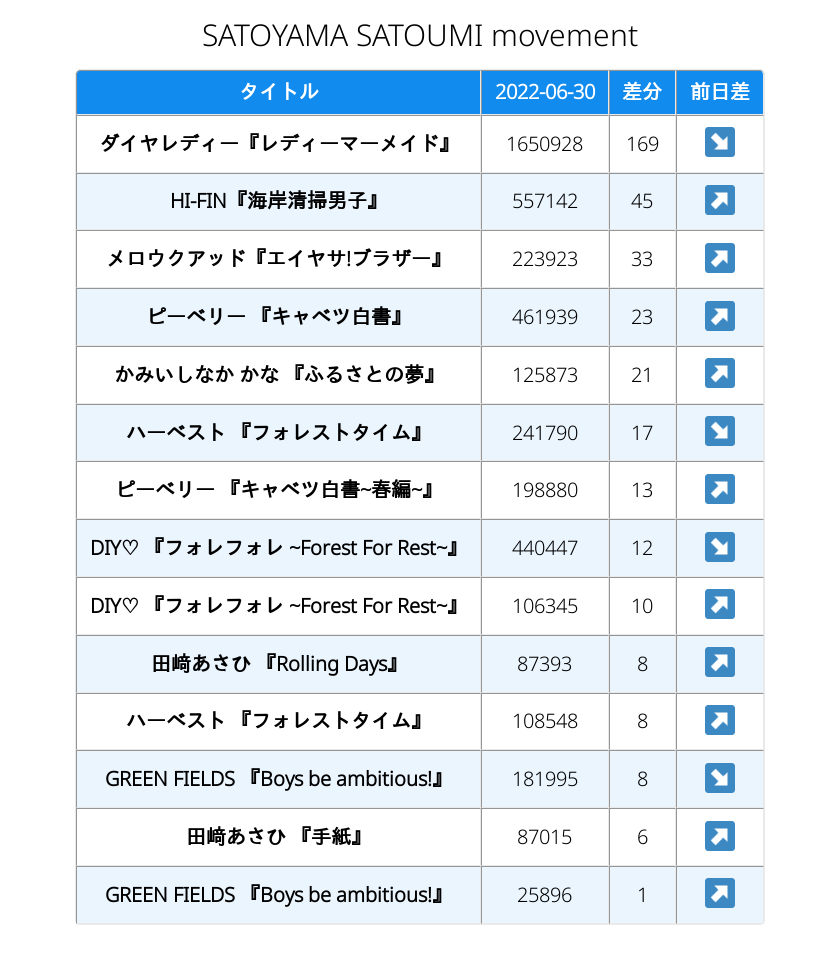 SATOYAMA SATOUMI movement
タイトル 2022-06-30 差分 前日差
ダイヤレディー『レディーマーメイド』 1650928 169 ↘
HI-FIN『海岸清掃男子』 557142 45 ↗
メロウクアッド『エイヤサ!ブラザー』 223923 33 ↗
ピーベリー 『キャベツ白書』 461939 23 ↗
かみいしなか かな 『ふるさとの夢』 125873 21 ↗
ハーベスト 『フォレストタイム』 241790 17 ↘
ピーベリー 『キャベツ白書~春編~』 198880 13 ↗
DIY♡ 『フォレフォレ ~Forest For Rest~』 440447 12 ↘
DIY♡ 『フォレフォレ ~Forest For Rest~』 106345 10 ↗
田﨑あさひ 『Rolling Days』 87393 8 ↗
ハーベスト 『フォレストタイム』 108548 8 ↗
GREEN FIELDS 『Boys be ambitious!』 181995 8 ↘
田﨑あさひ 『手紙』 87015 6 ↗
GREEN FIELDS 『Boys be ambitious!』 25896 1 ↗